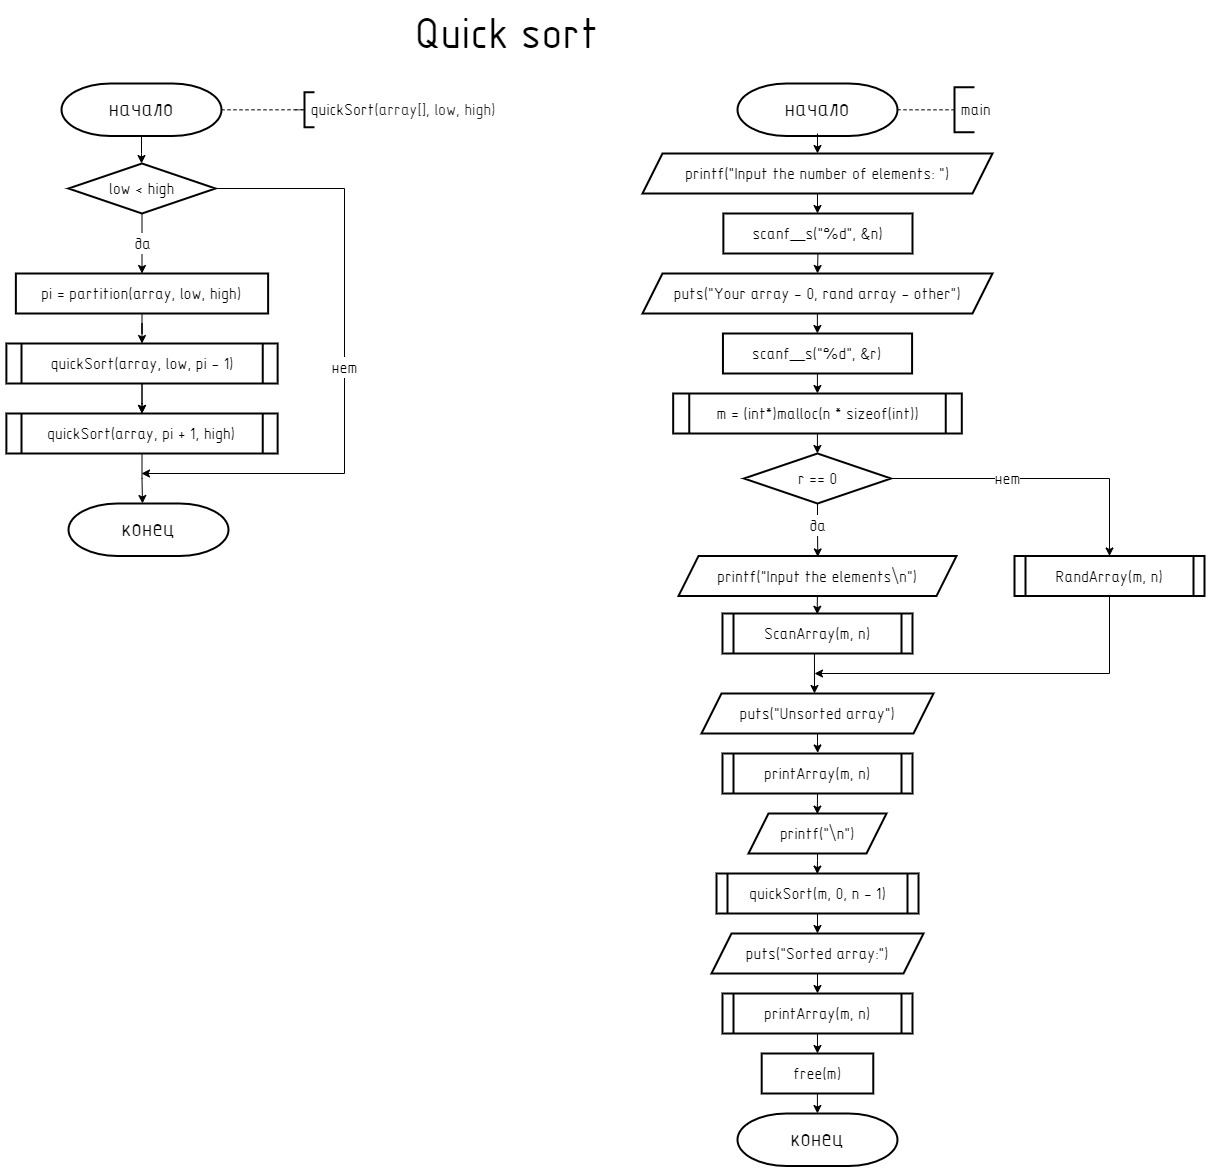 Quick sort
начало
quickSort(array[], low, high)
low < high
да
pi = partition(array, low, high)
quickSort(array, low, pi - 1)
нет
quickSort(array, pi + 1, high)
конец
начало
main
printf("Input the number of elements: ")
scanf_s("%d", &n)
puts("Your array - 0, rand array - other")
scanf_s("%d", &r)
m = (int*)malloc(n * sizeof(int))
r == 0
нет
да
printf("Input the elements\n")
RandArray(m, n)
ScanArray(m, n)
puts("Unsorted array")
printArray(m, n)
printf("\n")
quickSort(m, 0, n - 1)
puts("Sorted array:")
printArray(m, n)
free(m)
конец